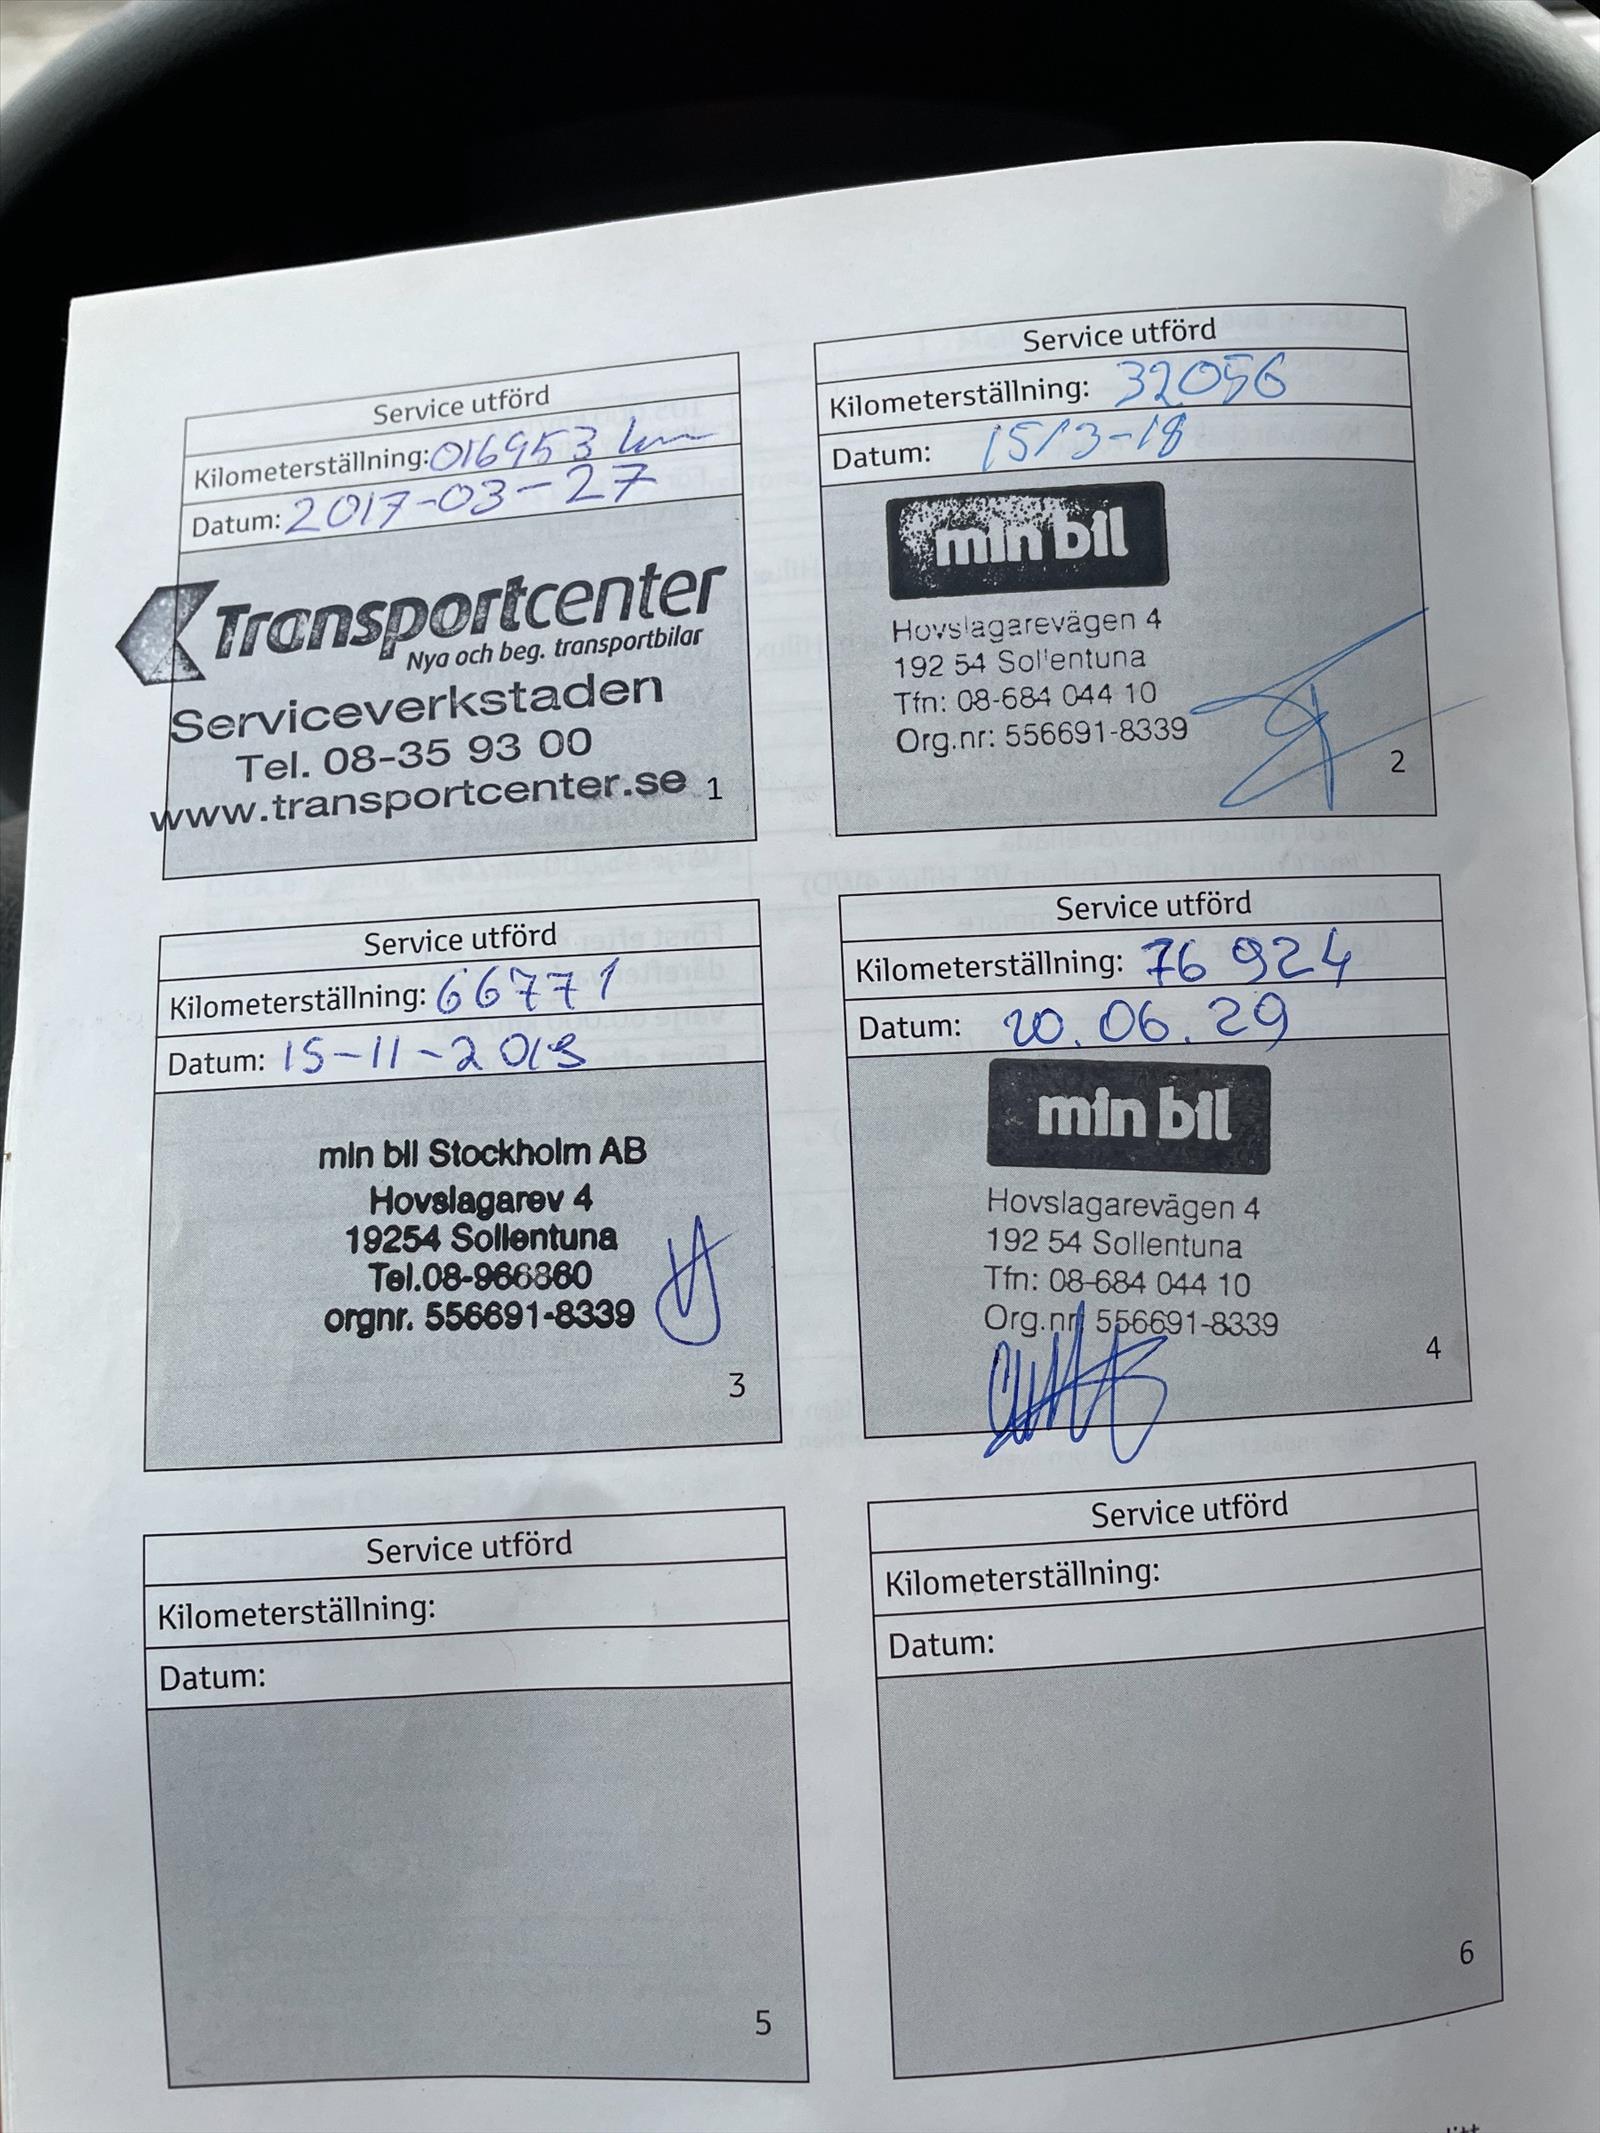 Service utförd
Kilometerställning: 016953 km
Datum: 2017-03-27
Transportcenter
Nya och beg. transportbilar
Serviceverkstaden
Tel. 08-35 93 00
www.transportcenter.se
1
Service utförd
Kilometerställning: 32056
Datum: 15/3-18
min bil
Hovslagarevägen 4
192 54 Sollentuna
Tfn: 08-684 044 10
Org.nr: 556691-8339
2
Service utförd
Kilometerställning: 66771
Datum: 15-11-2013
min bil Stockholm AB
Hovslagarev 4
19254 Sollentuna
Tel.08-966860
orgnr. 556691-8339
3
Service utförd
Kilometerställning: 76 924
Datum: 20.06.29
min bil
Hovslagarevägen 4
192 54 Sollentuna
Tfn: 08-684 044 10
Org.nr: 556691-8339
4
Service utförd
Kilometerställning:
Datum:
5
Service utförd
Kilometerställning:
Datum:
6